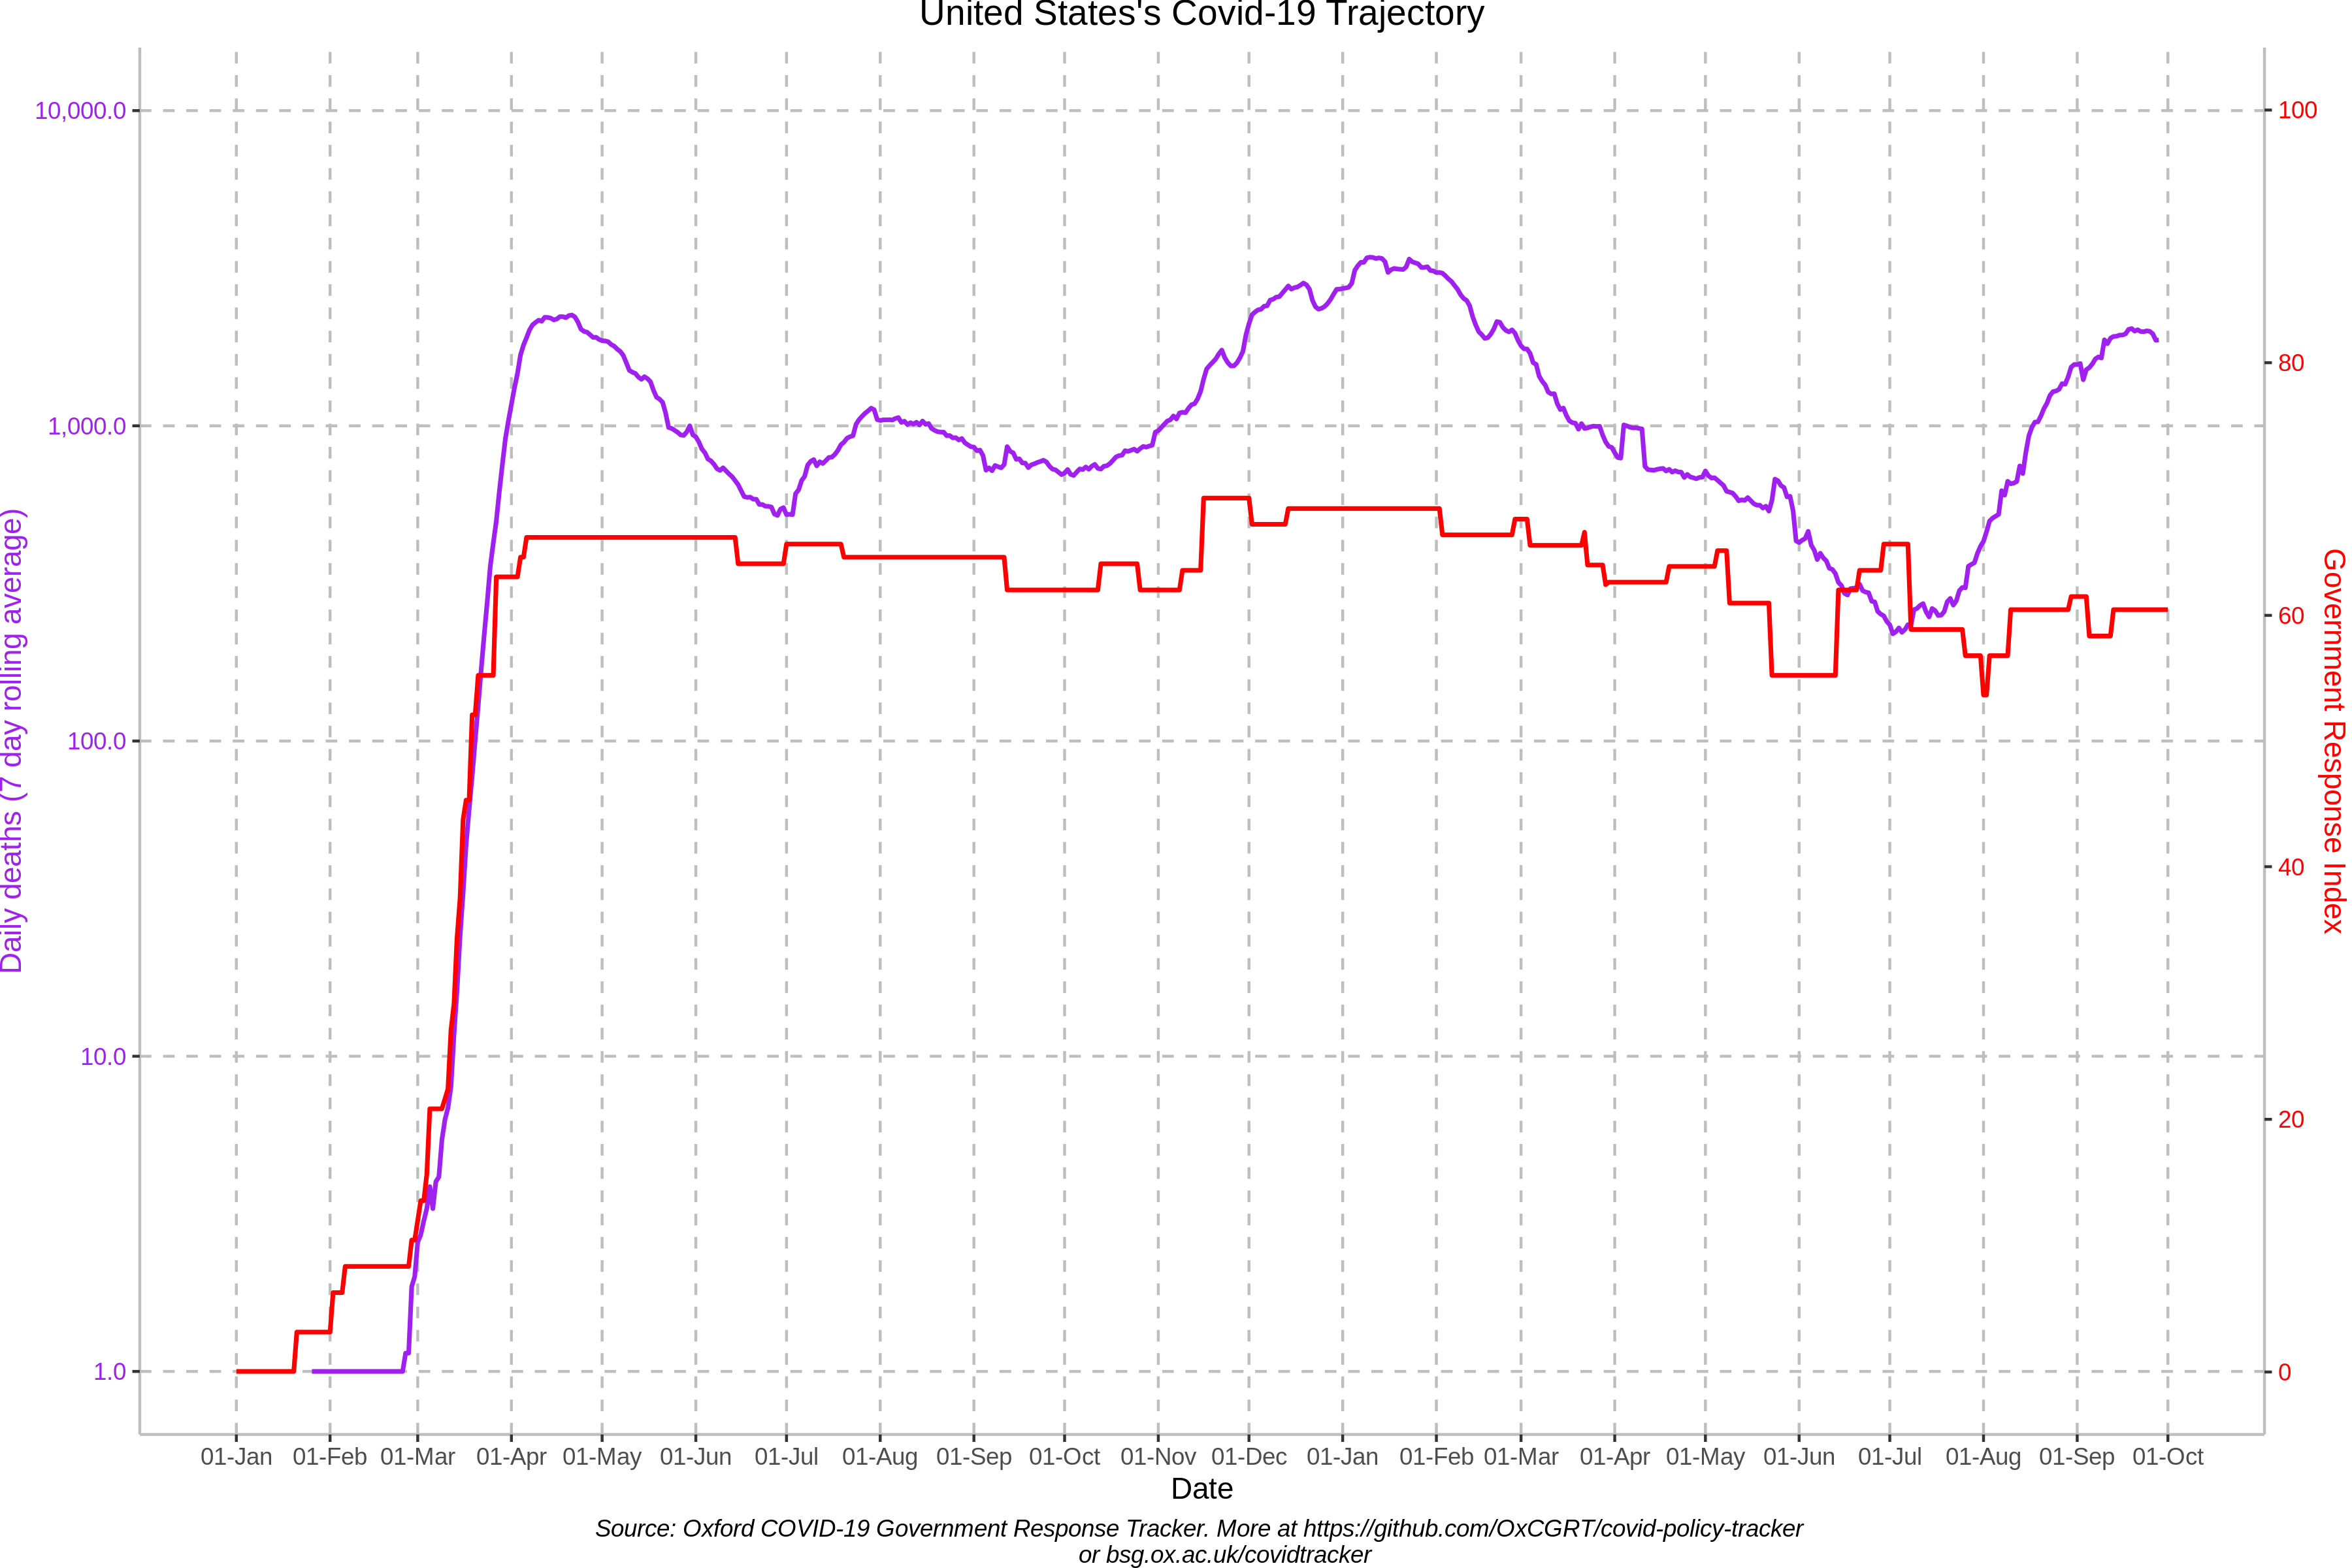 United States's Covid-19 Trajectory
10,000.0
1,000.0
100.0
10.0
1.0
Daily deaths (7 day rolling average)
100
80
60
40
20
0
Government Response Index
01-Jan 01-Feb 01-Mar 01-Apr 01-May 01-Jun 01-Jul 01-Aug 01-Sep 01-Oct 01-Nov 01-Dec 01-Jan 01-Feb 01-Mar 01-Apr 01-May 01-Jun 01-Jul 01-Aug 01-Sep 01-Oct
Date
Source: Oxford COVID-19 Government Response Tracker. More at https://github.com/OxCGRT/covid-policy-tracker
or bsg.ox.ac.uk/covidtracker